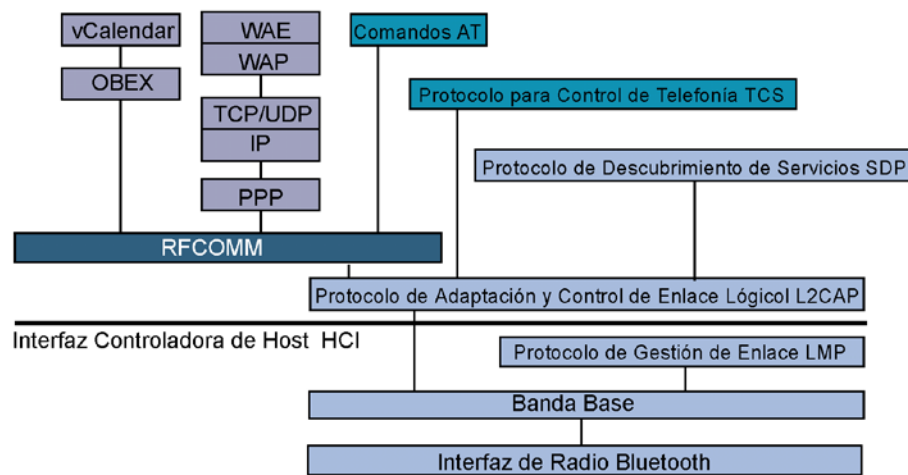 vCalendar
WAE
Comandos AT
WAP
OBEX
Protocolo para Control de Telefonía TCS
TCP/UDP
IP
Protocolo de Descubrimiento de Servicios SDP
PPP
RFCOMM
Protocolo de Adaptación y Control de Enlace Lógicol L2CAP
Interfaz Controladora de Host HCI
Protocolo de Gestión de Enlace LMP
Banda Base
Interfaz de Radio Bluetooth